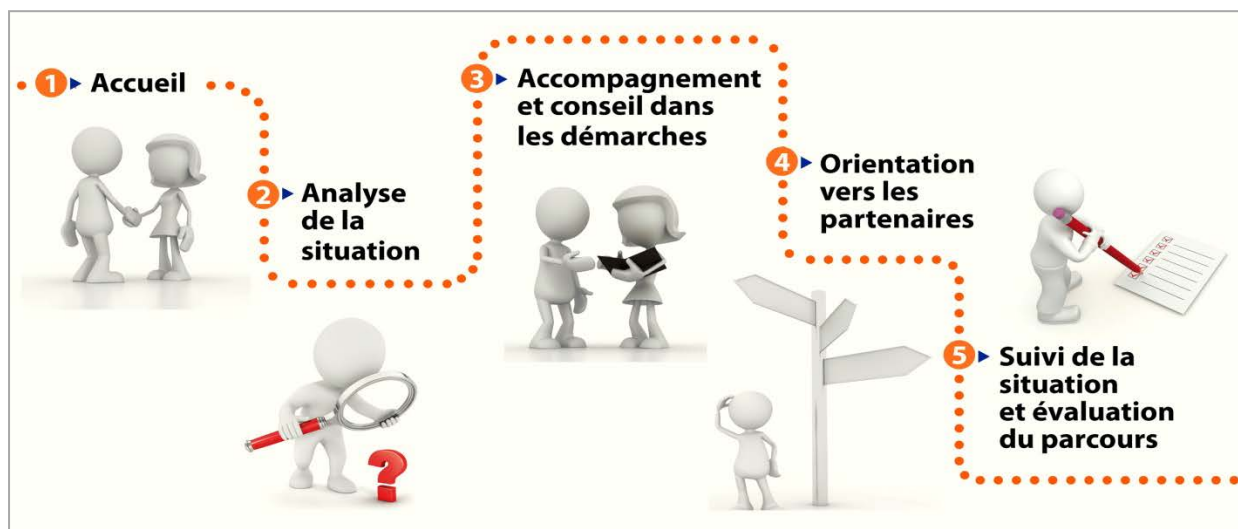 1 Accueil
2 Analyse
de la
situation
3 Accompagnement
et conseil dans
les démarches
4 Orientation
vers les
partenaires
5 Suivi de la
situation
et évaluation
du parcours
?